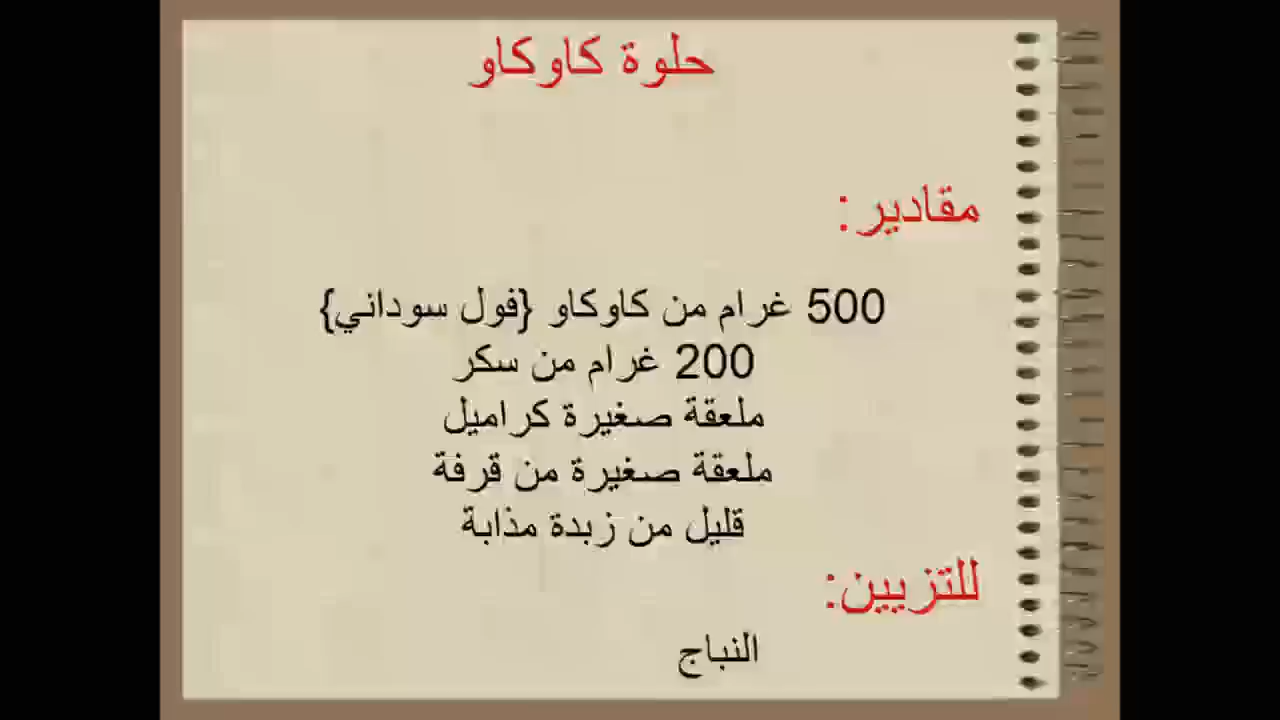 حلوة كاوكاو
مقادير:
500 غرام من كاوكاو {فول سوداني}
200 غرام من سكر
ملعقة صغيرة كراميل
ملعقة صغيرة من قرفة
قليل من زبدة مذابة
للتزيين:
النباج